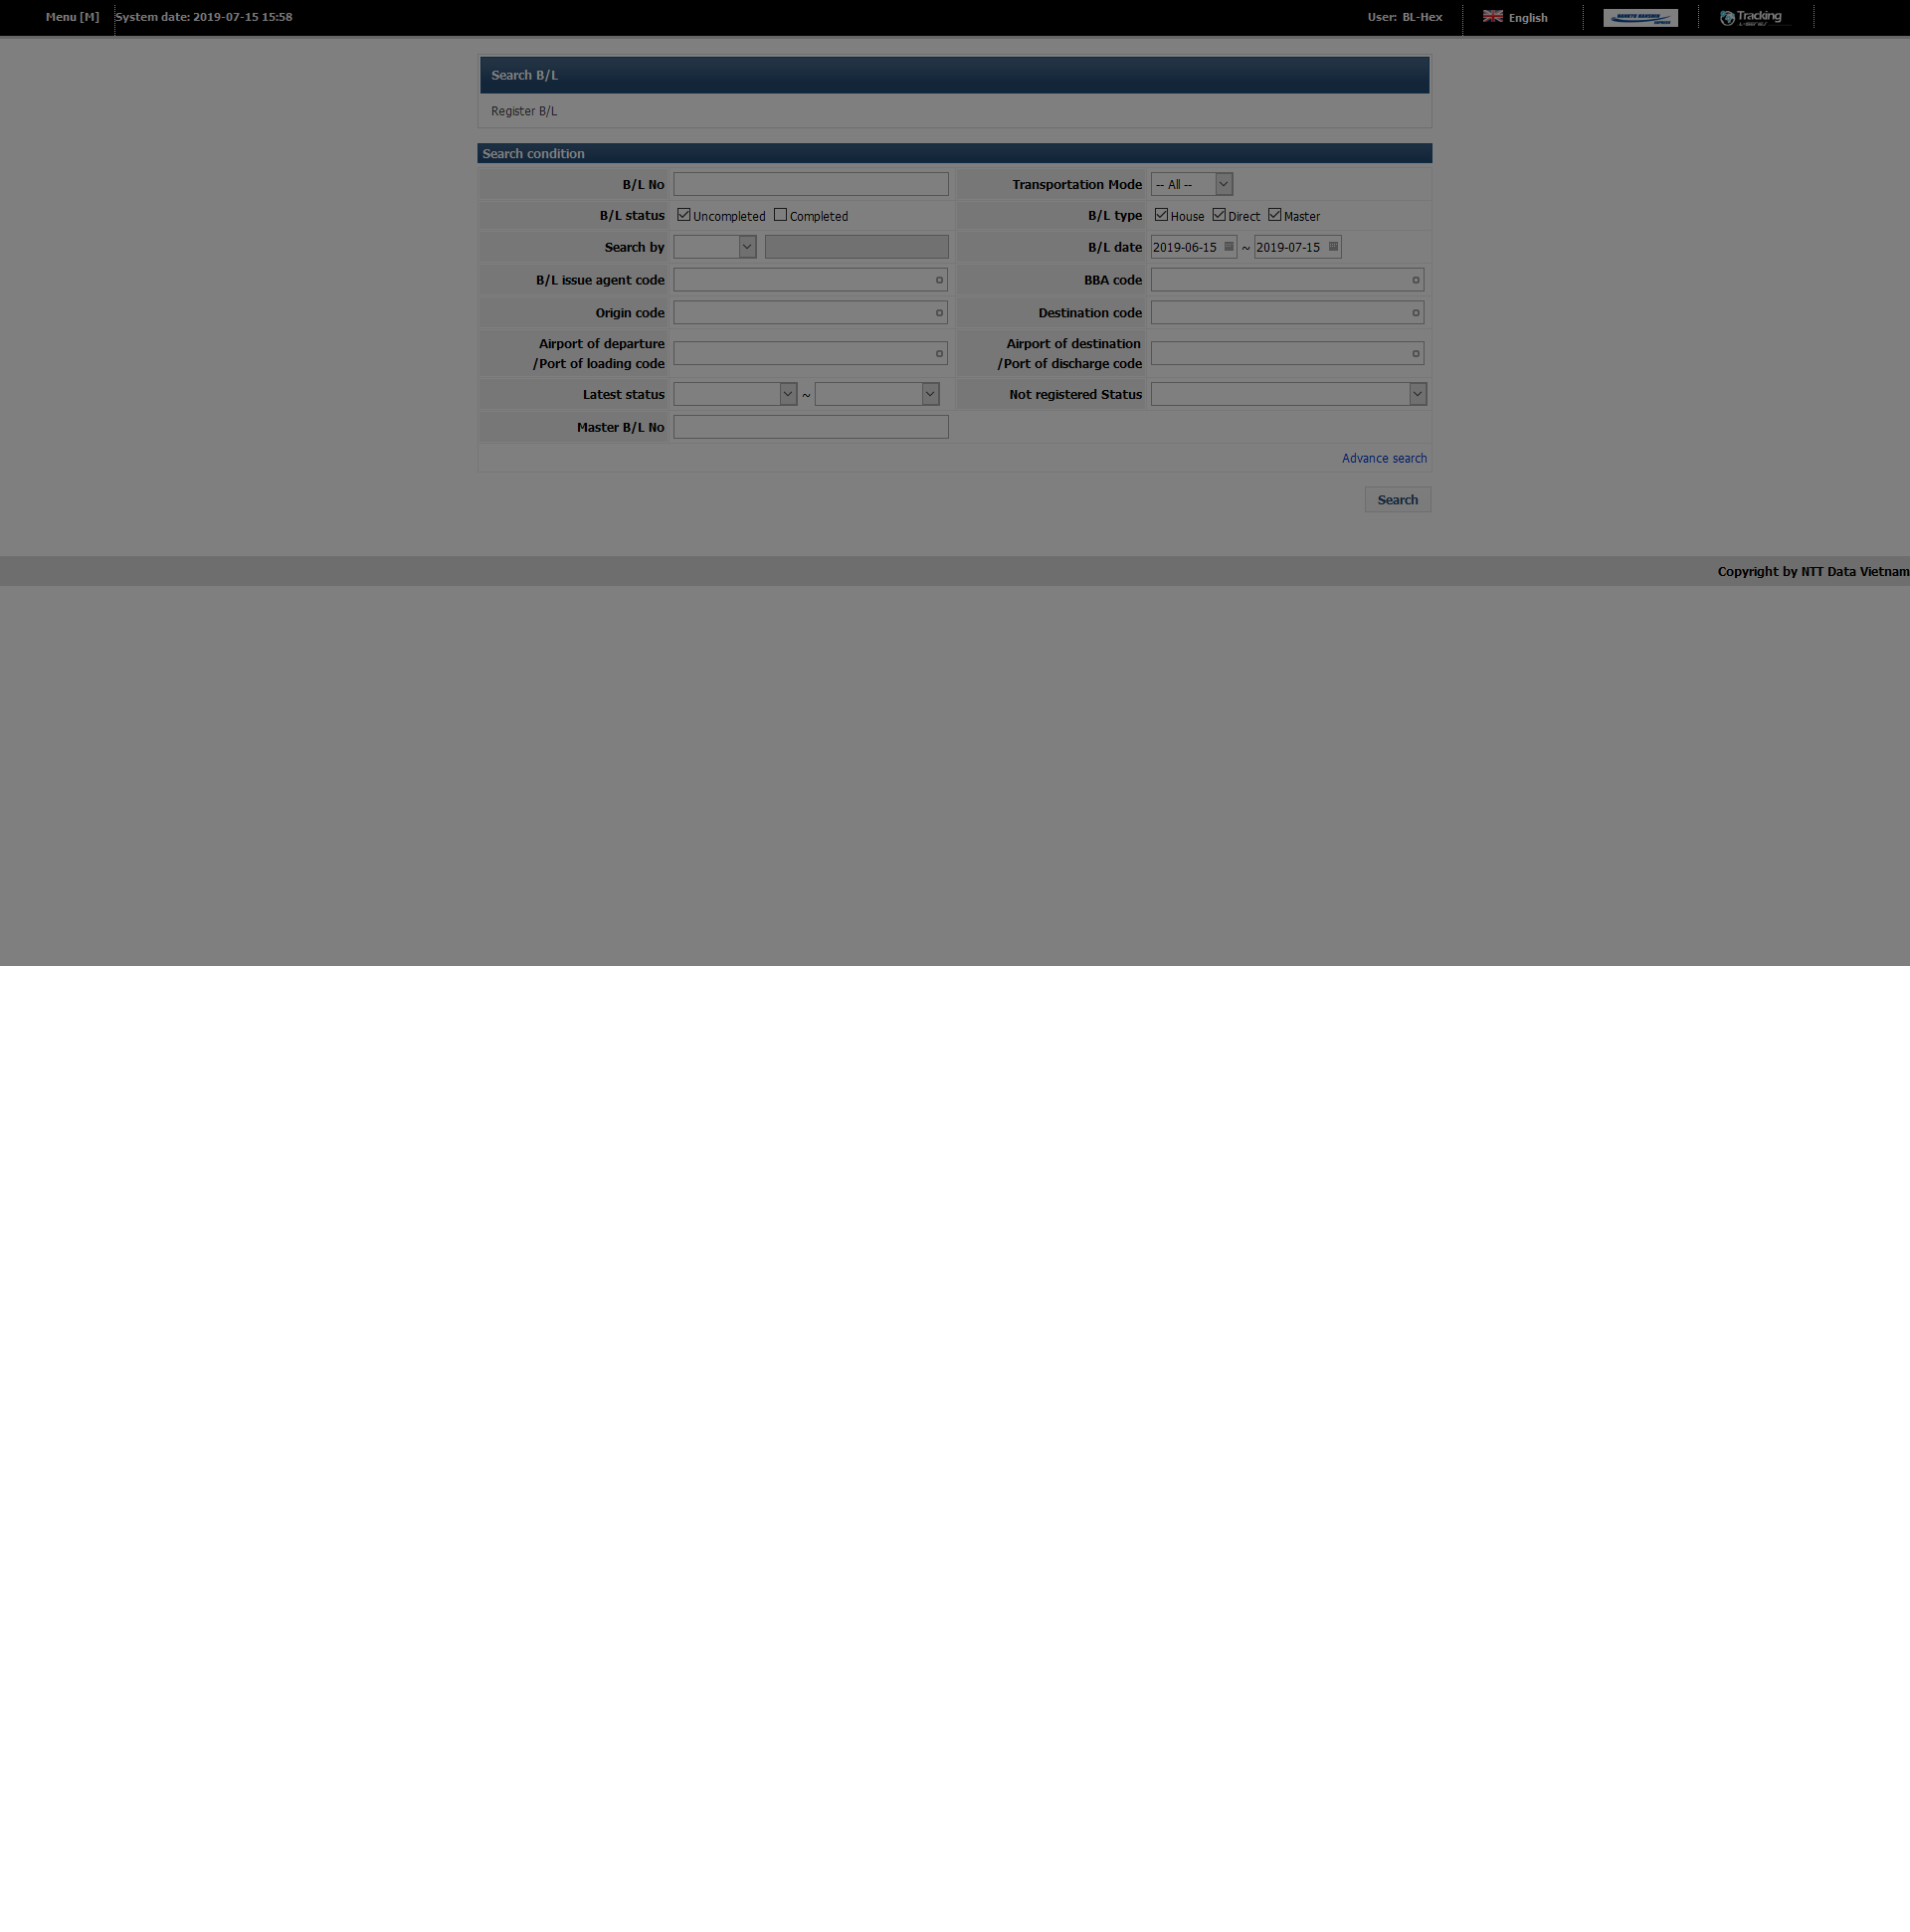 Menu [M] System date: 2019-07-15 15:58 User: BL-Hex English Tracking
Search B/L
Register B/L
Search condition
B/L No Transportation Mode -- All --
B/L status Uncompleted Completed B/L type House Direct Master
Search by B/L date 2019-06-15 ~ 2019-07-15
B/L issue agent code BBA code
Origin code Destination code
Airport of departure Airport of destination
/Port of loading code /Port of discharge code
Latest status ~ Not registered Status
Master B/L No
Advance search
Search
Copyright by NTT Data Vietnam